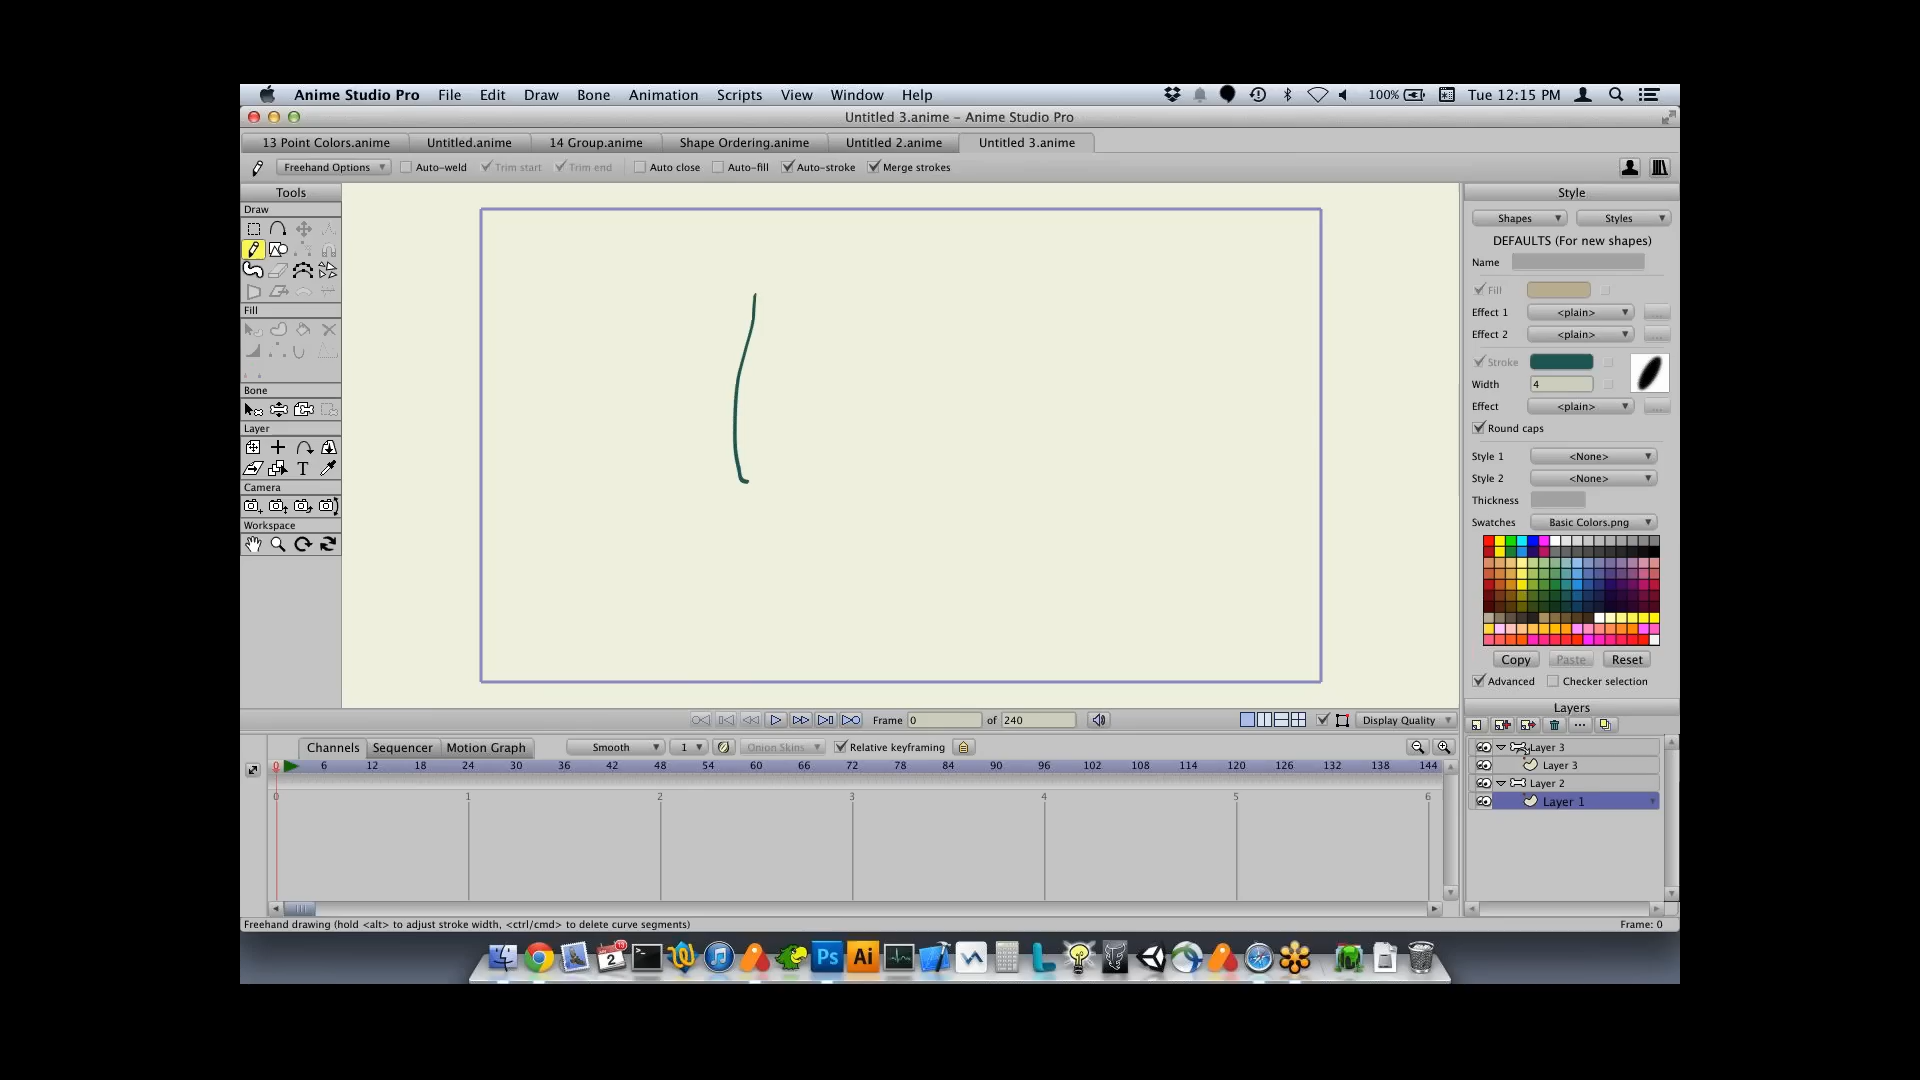 Anime Studio Pro File Edit Draw Bone Animation Scripts View Window Help 100% Tue 12:15 PM
Untitled 3.anime – Anime Studio Pro
13 Point Colors.anime Untitled.anime 14 Group.anime Shape Ordering.anime Untitled 2.anime Untitled 3.anime
Freehand Options Auto-weld Trim start Trim end Auto close Auto-fill Auto-stroke Merge strokes
Tools
Draw
Fill
Bone
Layer
T
Camera
Workspace
Style
Shapes Styles
DEFAULTS (For new shapes)
Name
Fill
Effect 1 <plain> ...
Effect 2 <plain> ...
Stroke
Width 4
Effect <plain> ...
Round caps
Style 1 <None>
Style 2 <None>
Thickness
Swatches Basic Colors.png
Copy Paste Reset
Advanced Checker selection
Layers
Layer 3
Layer 3
Layer 2
Layer 1
Frame 0 of 240 Display Quality
Channels Sequencer Motion Graph Smooth 1 Onion Skins Relative keyframing
0 6 12 18 24 30 36 42 48 54 60 66 72 78 84 90 96 102 108 114 120 126 132 138 144
0 1 2 3 4 5 6
Freehand drawing (hold <alt> to adjust stroke width, <ctrl/cmd> to delete curve segments) Frame: 0
2 13 Ps Ai